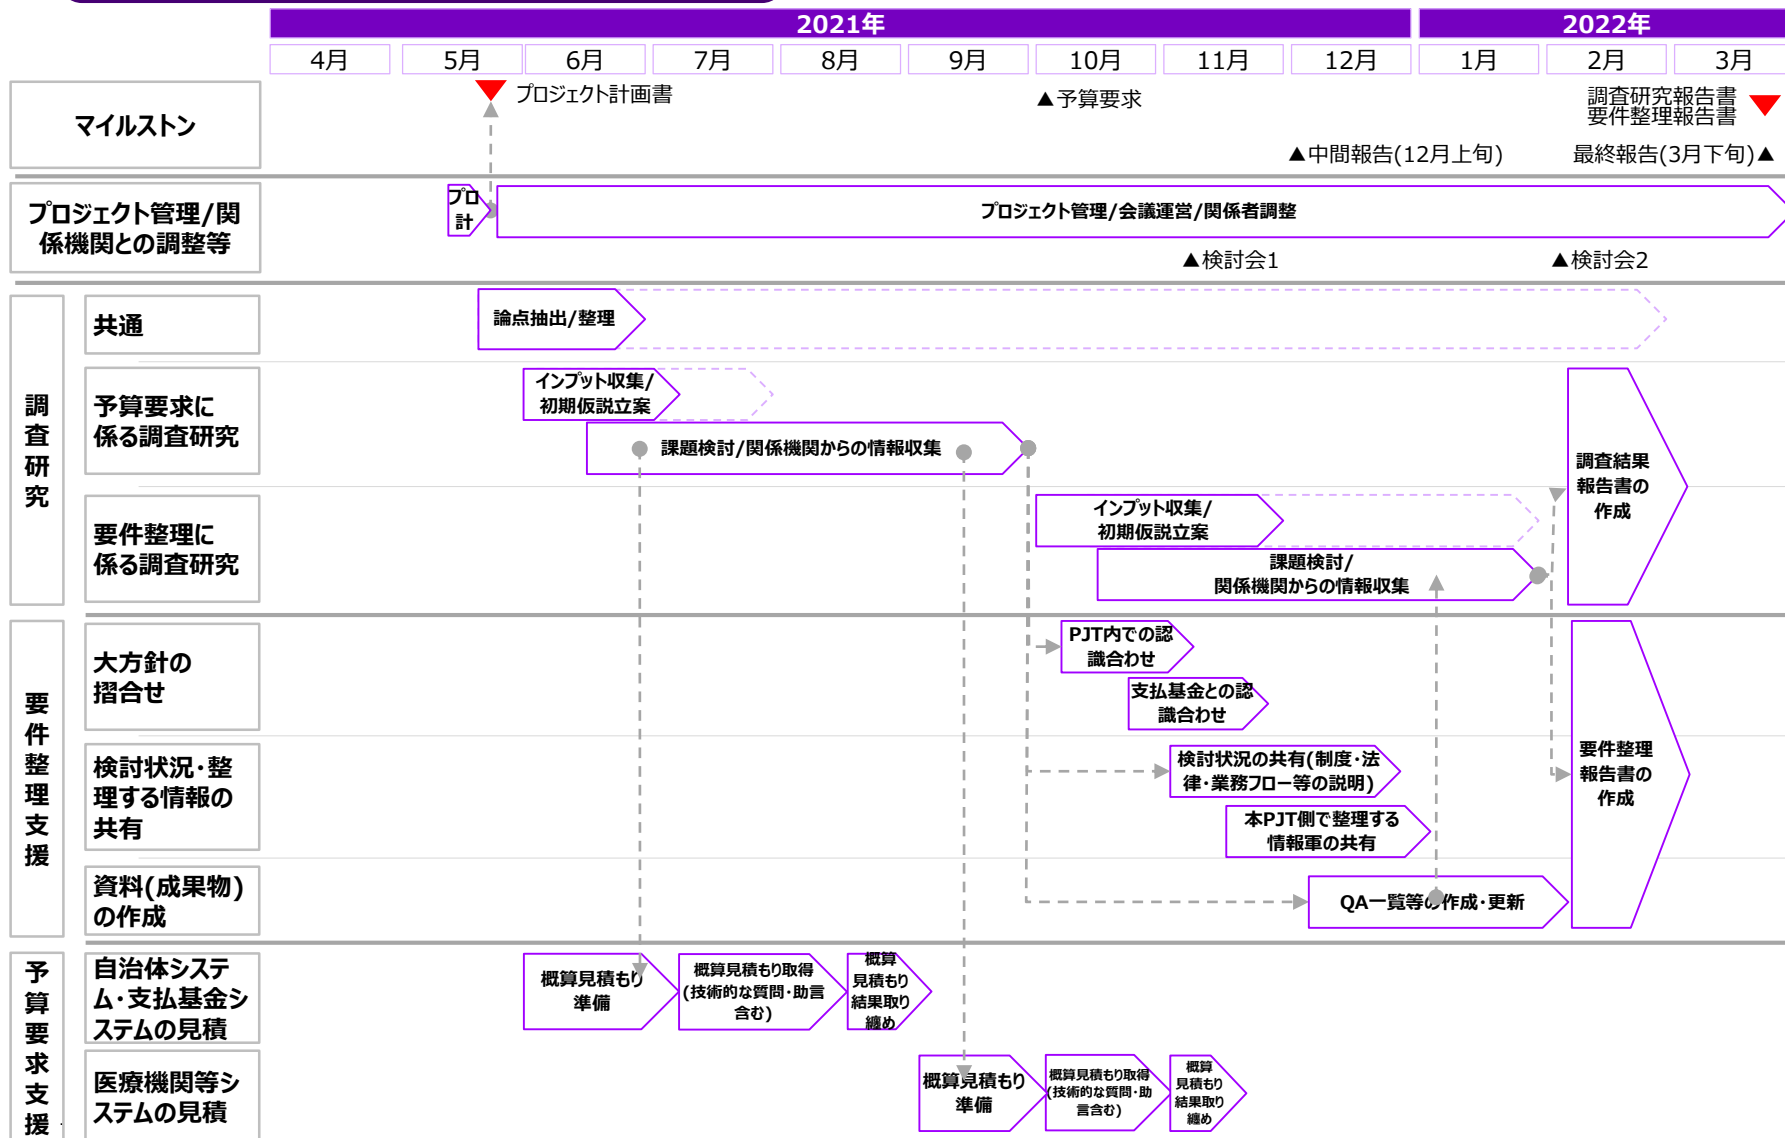 2021年
2022年
4月
5月
6月
7月
8月
9月
10月
11月
12月
1月
2月
3月
マイルストン
プロジェクト計画書
▲予算要求
調査研究報告書
要件整理報告書
▲中間報告(12月上旬)
最終報告(3月下旬)▲
プロジェクト管理/関
係機関との調整等
プロ
計
プロジェクト管理/会議運営/関係者調整
▲検討会1
▲検討会2
調
査
研
究
共通
論点抽出/整理
予算要求に
係る調査研究
インプット収集/
初期仮説立案
課題検討/関係機関からの情報収集
調査結果
報告書の
作成
要件整理に
係る調査研究
インプット収集/
初期仮説立案
課題検討/
関係機関からの情報収集
要
件
整
理
支
援
大方針の
摺合せ
PJT内での認
識合わせ
支払基金との認
識合わせ
検討状況・整
理する情報の
共有
検討状況の共有(制度・法
律・業務フロー等の説明)
本PJT側で整理する
情報軍の共有
要件整理
報告書の
作成
資料(成果物)
の作成
QA一覧等の作成・更新
予
算
要
求
支
援
自治体システ
ム・支払基金シ
ステムの見積
概算見積もり
準備
概算見積もり取得
(技術的な質問・助言
含む)
概算
見積もり
結果取り
纏め
医療機関等シ
ステムの見積
概算見積もり
準備
概算見積もり取得
(技術的な質問・助
言含む)
概算
見積もり
結果取り
纏め